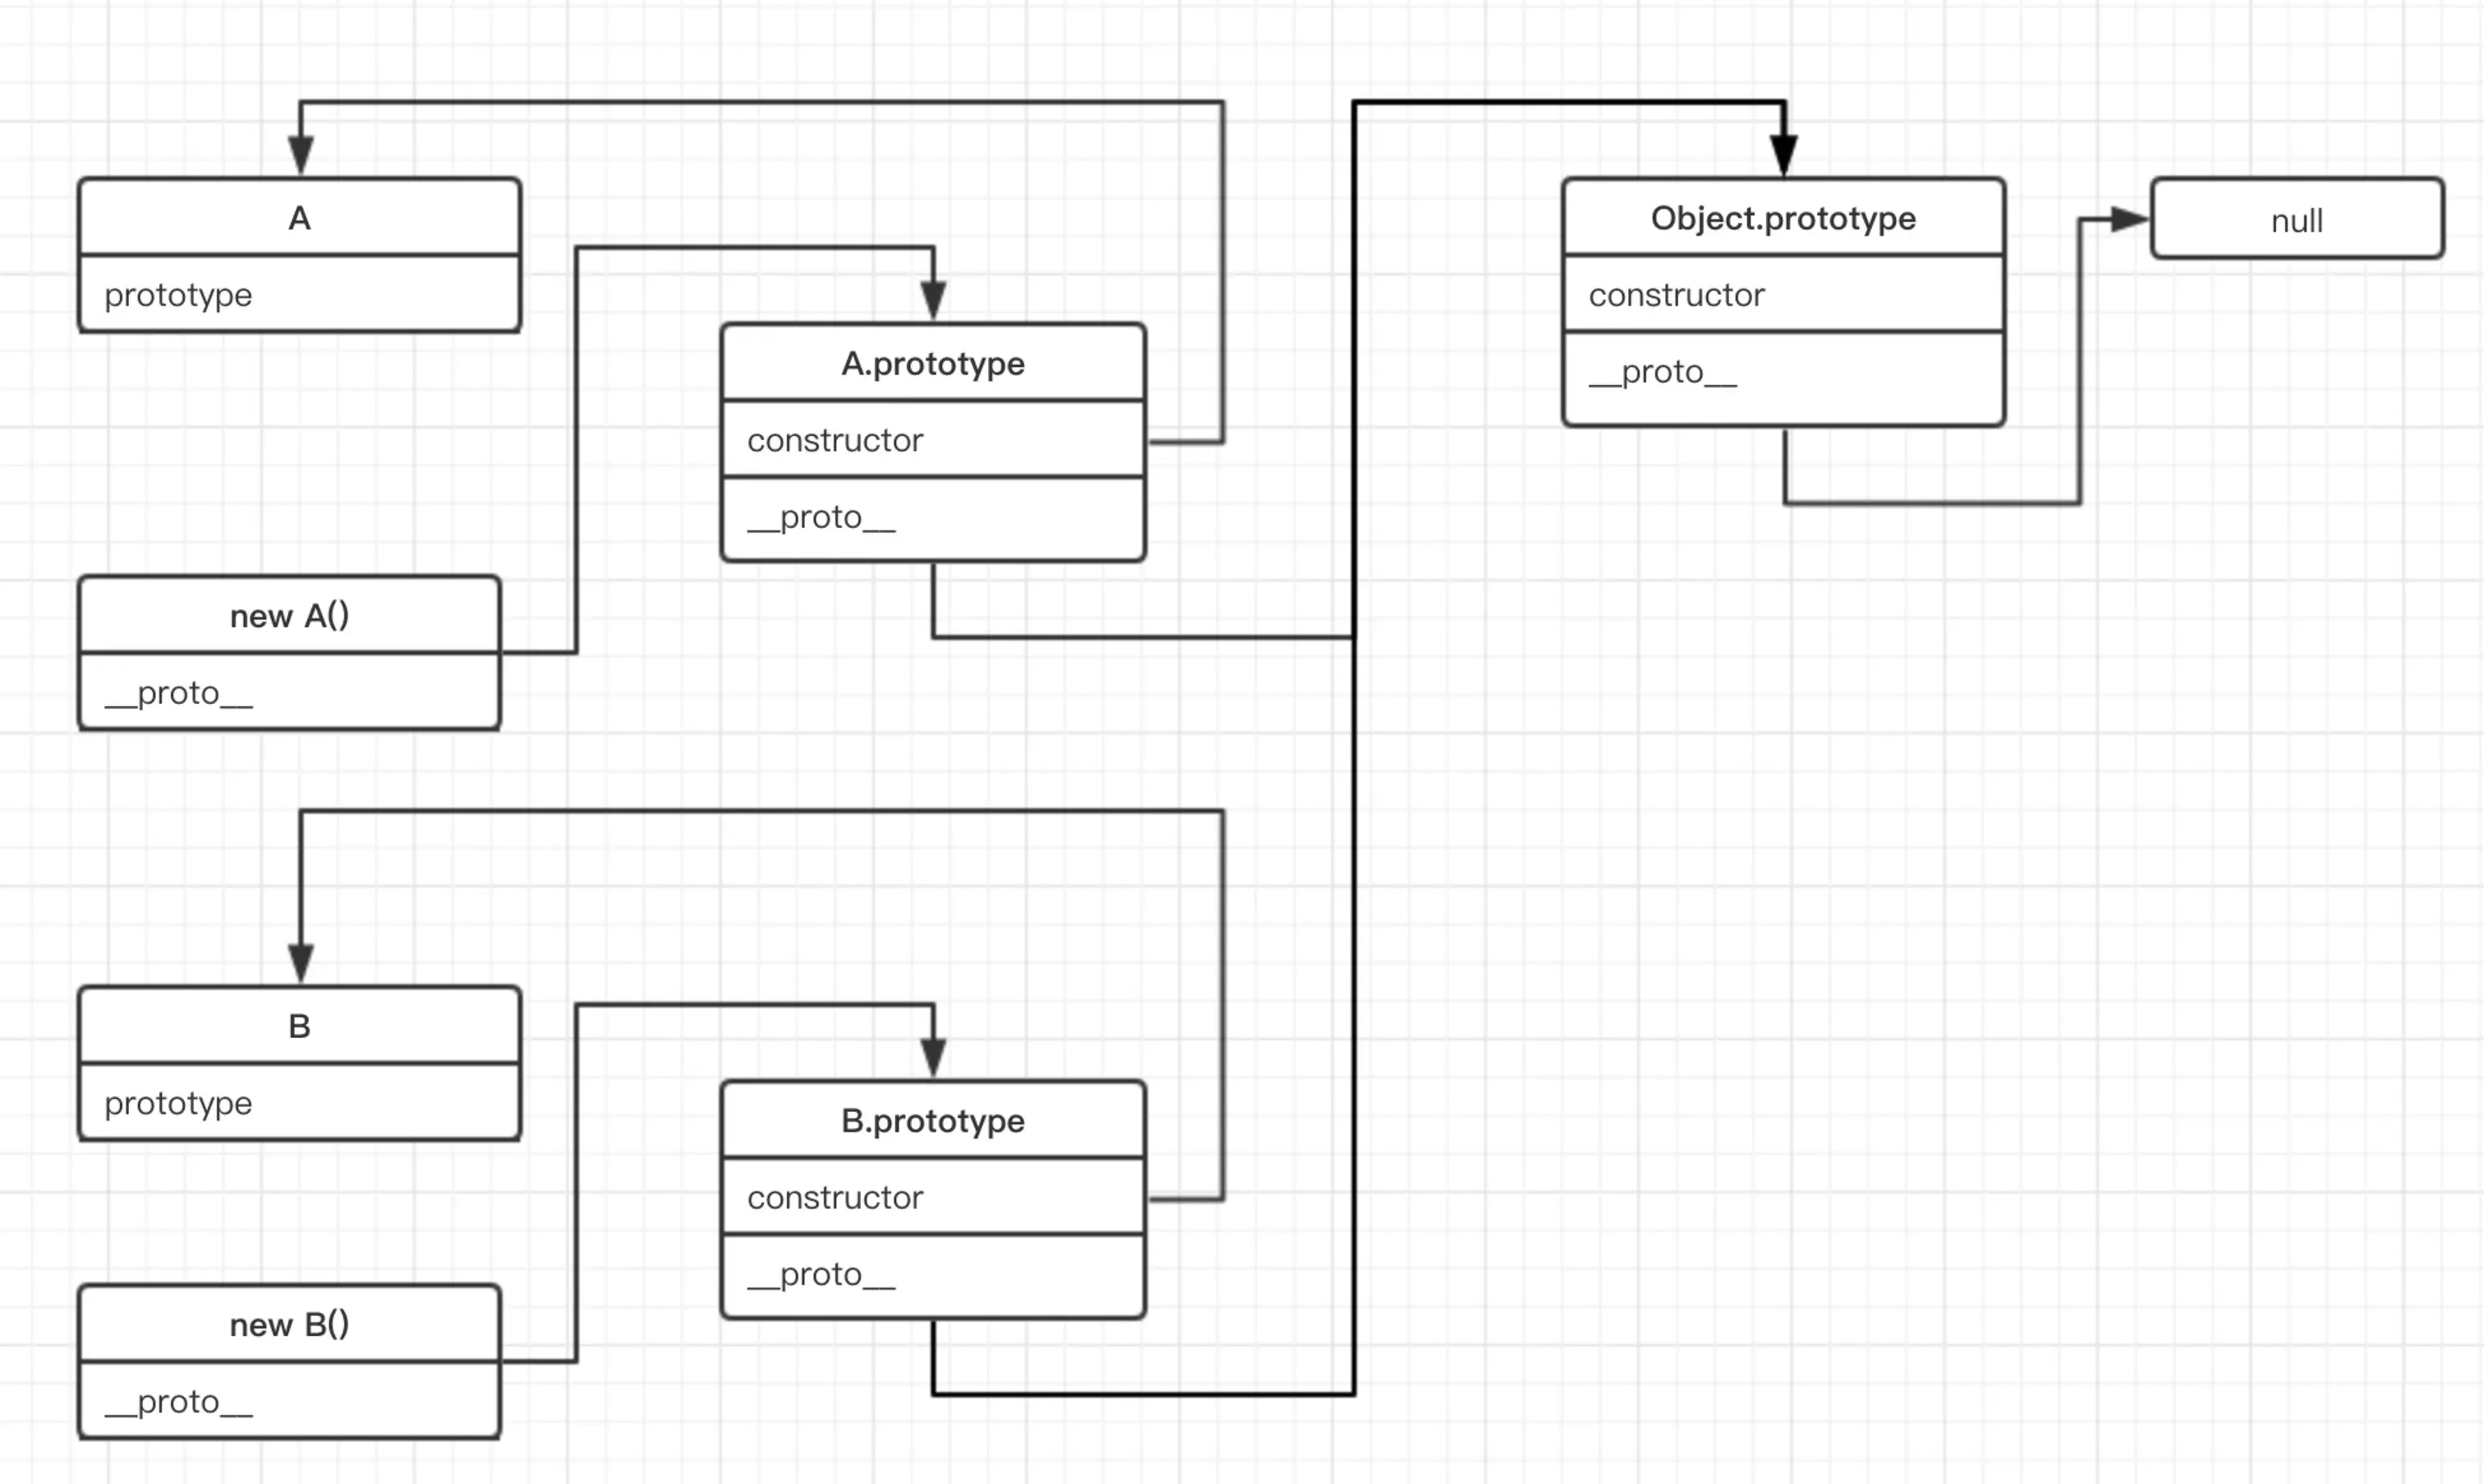 A
prototype
A.prototype
constructor
__proto__
new A()
__proto__
Object.prototype
constructor
__proto__
null
B
prototype
B.prototype
constructor
__proto__
new B()
__proto__